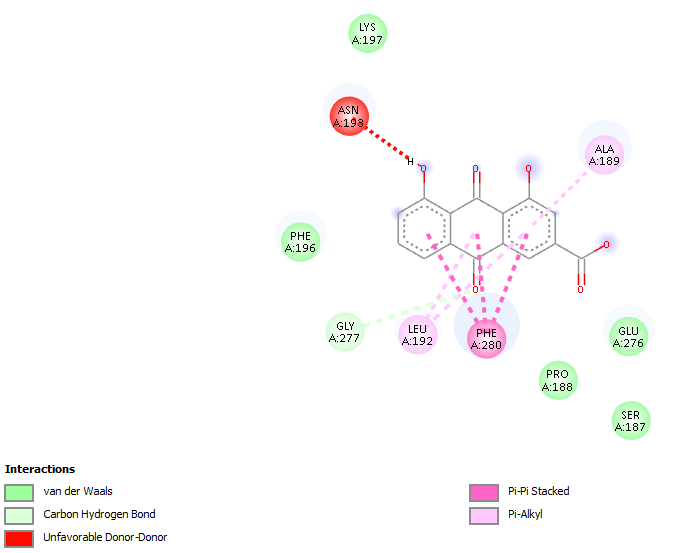 LYS
A:197
ASN
A:198
H
O
O
O
ALA
A:189
PHE
A:196
O
O
O
GLY
A:277
LEU
A:192
PHE
A:280
GLU
A:276
PRO
A:188
SER
A:187
Interactions
van der Waals
Carbon Hydrogen Bond
Unfavorable Donor-Donor
Pi-Pi Stacked
Pi-Alkyl